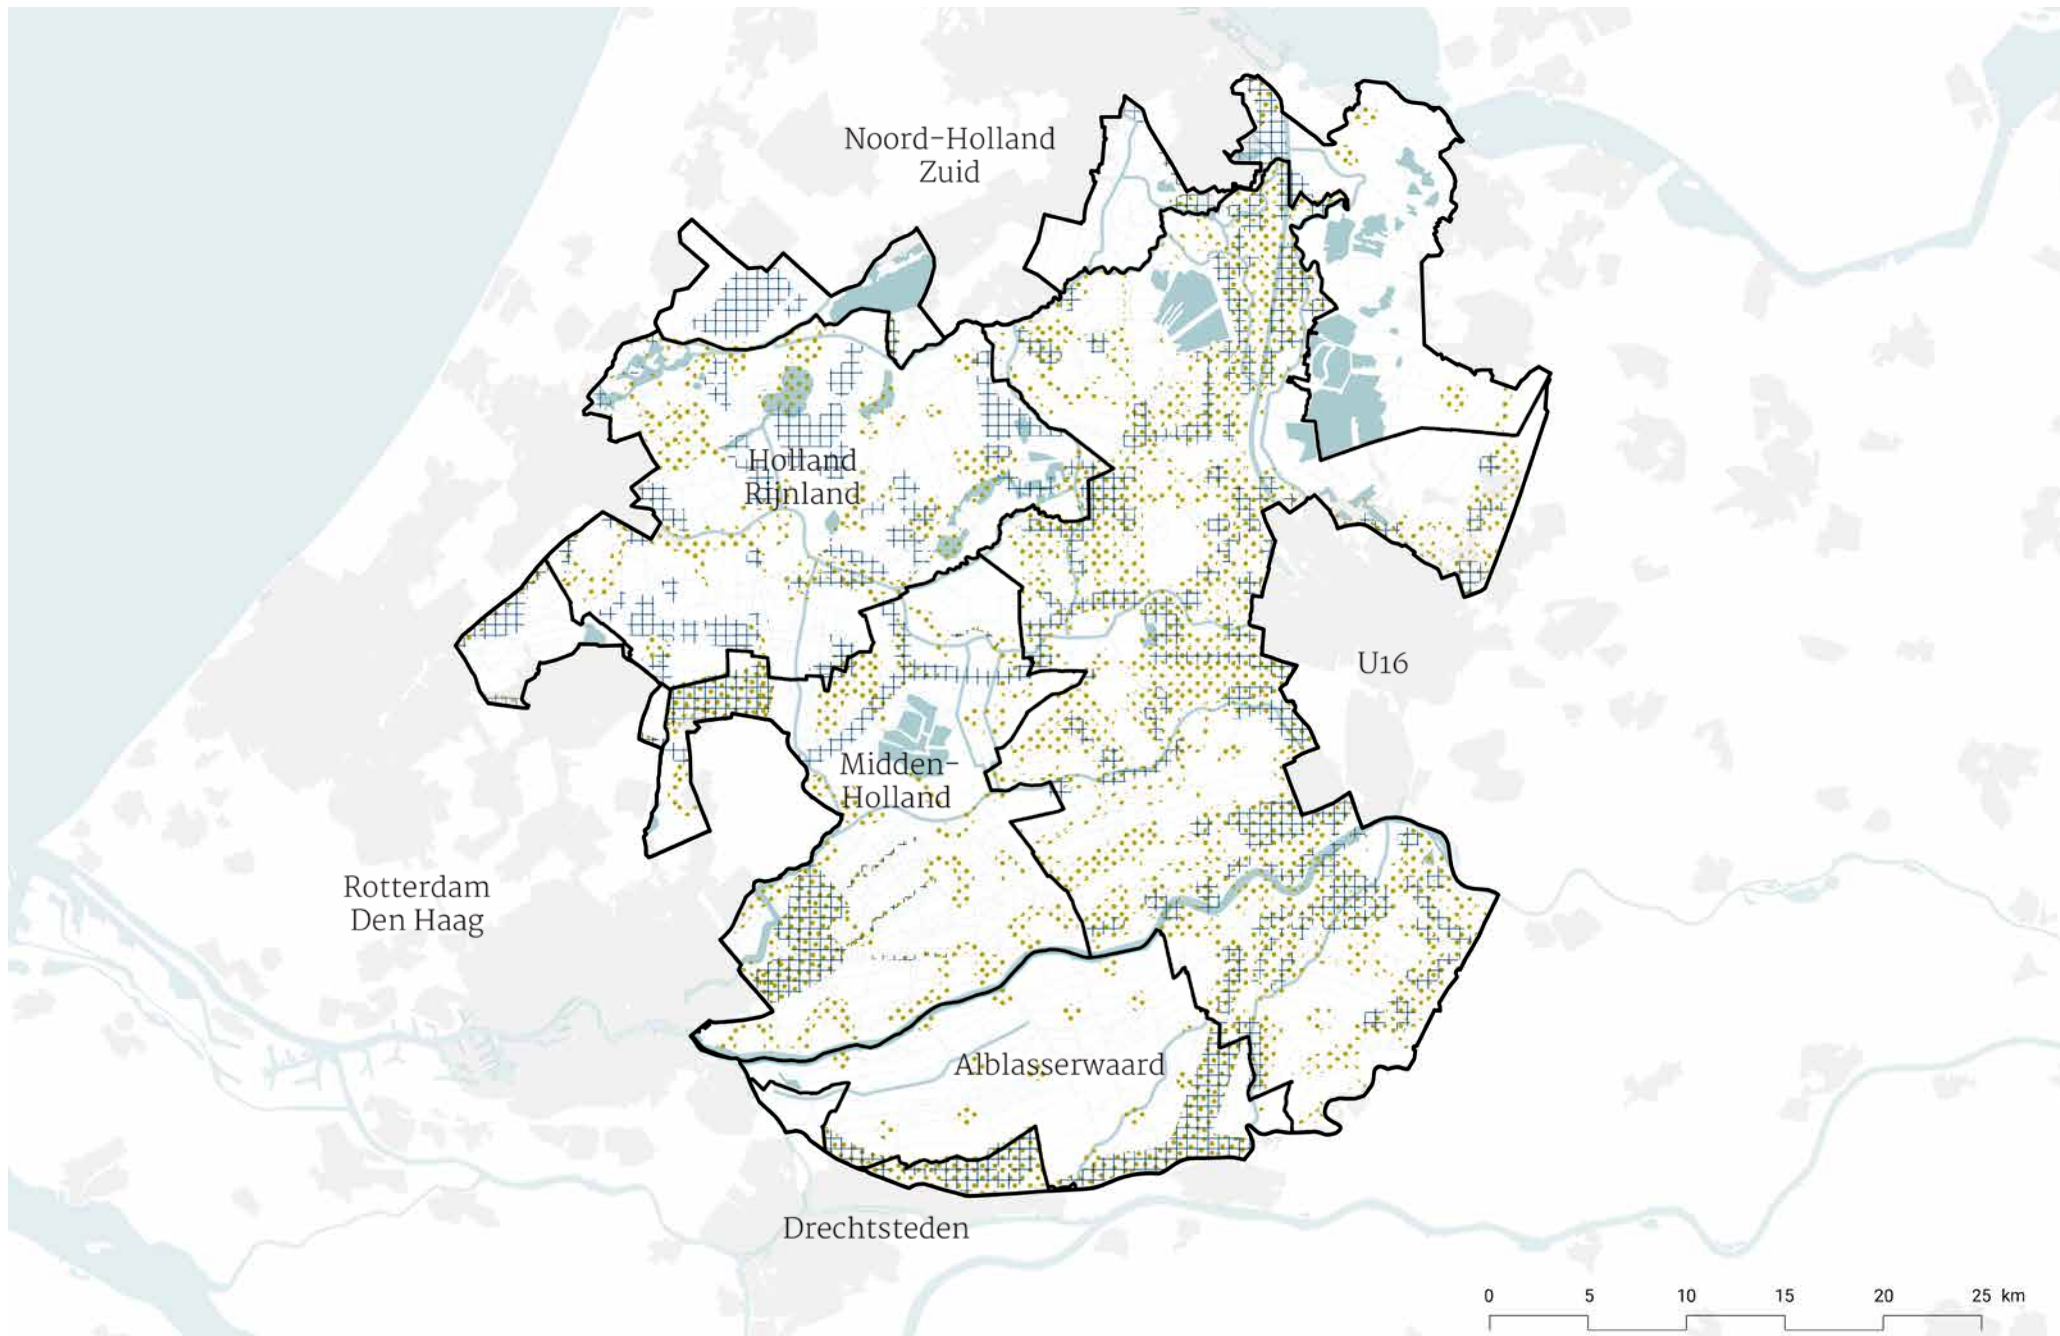 Noord-Holland
Zuid
Holland
Rijnland
U16
Midden-
Holland
Rotterdam
Den Haag
Alblasserwaard
Drechtsteden
0 5 10 15 20 25 km